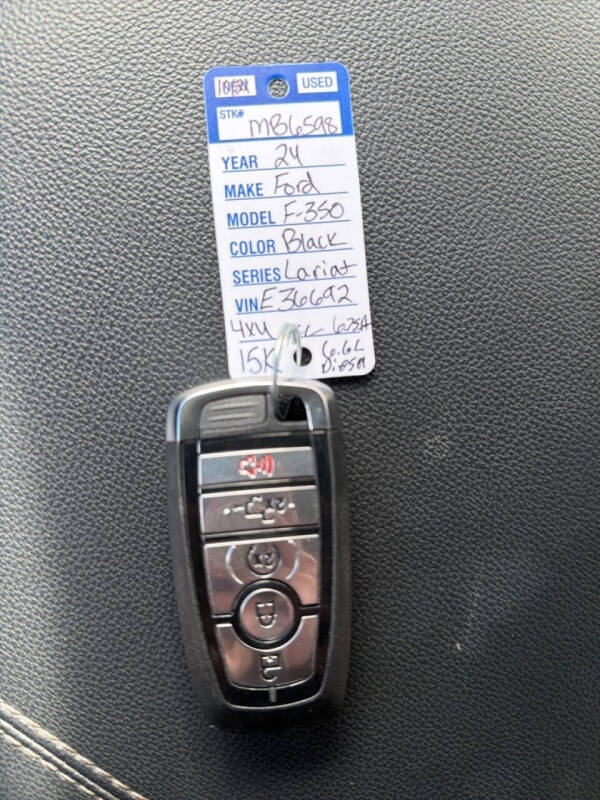 USED
STK# MB6598
YEAR 24
MAKE Ford
MODEL F-350
COLOR Black
SERIES Lariat
VIN E36692
4x4
15K 6.6L
Diesel